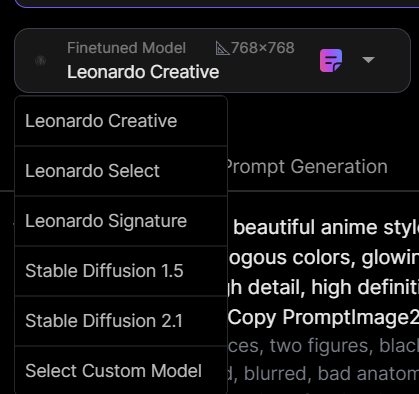 Finetuned Model 768×768
Leonardo Creative
Leonardo Creative
Leonardo Select
Prompt Generation
Leonardo Signature
beautiful anime style
ogous colors, glowin
Stable Diffusion 1.5
gh detail, high definiti
Stable Diffusion 2.1
Copy PromptImage2
ces, two figures, blac
Select Custom Model
d, blurred, bad anatom